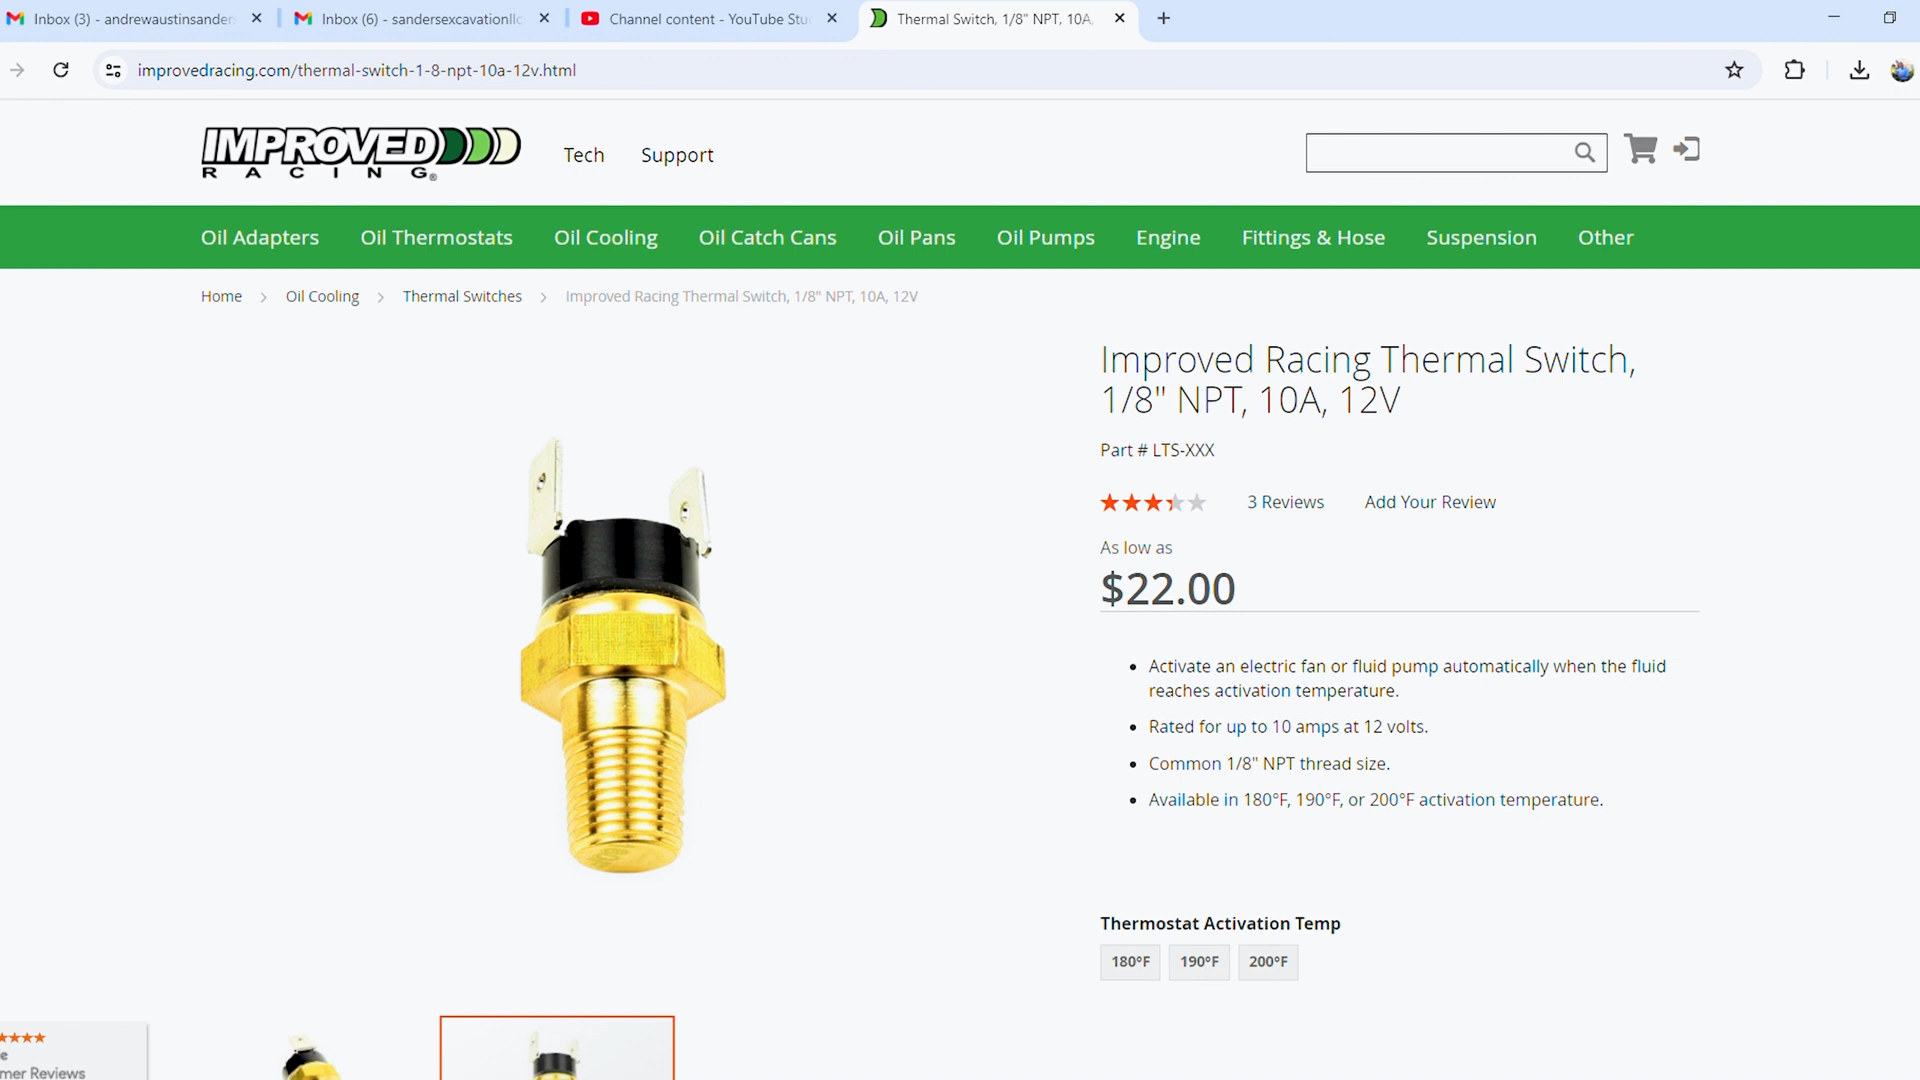 Inbox (3) - andrewaustinsander
Inbox (6) - sandersexcavationllc
Channel content - YouTube Stu
Thermal Switch, 1/8" NPT, 10A,
improvedracing.com/thermal-switch-1-8-npt-10a-12v.html
IMPROVED
RACING®
Tech
Support
Oil Adapters
Oil Thermostats
Oil Cooling
Oil Catch Cans
Oil Pans
Oil Pumps
Engine
Fittings & Hose
Suspension
Other
Home > Oil Cooling > Thermal Switches > Improved Racing Thermal Switch, 1/8" NPT, 10A, 12V
Improved Racing Thermal Switch,
1/8" NPT, 10A, 12V
Part # LTS-XXX
3 Reviews
Add Your Review
As low as
$22.00
Activate an electric fan or fluid pump automatically when the fluid
reaches activation temperature.
Rated for up to 10 amps at 12 volts.
Common 1/8" NPT thread size.
Available in 180°F, 190°F, or 200°F activation temperature.
Thermostat Activation Temp
180°F
190°F
200°F
e
mer Reviews